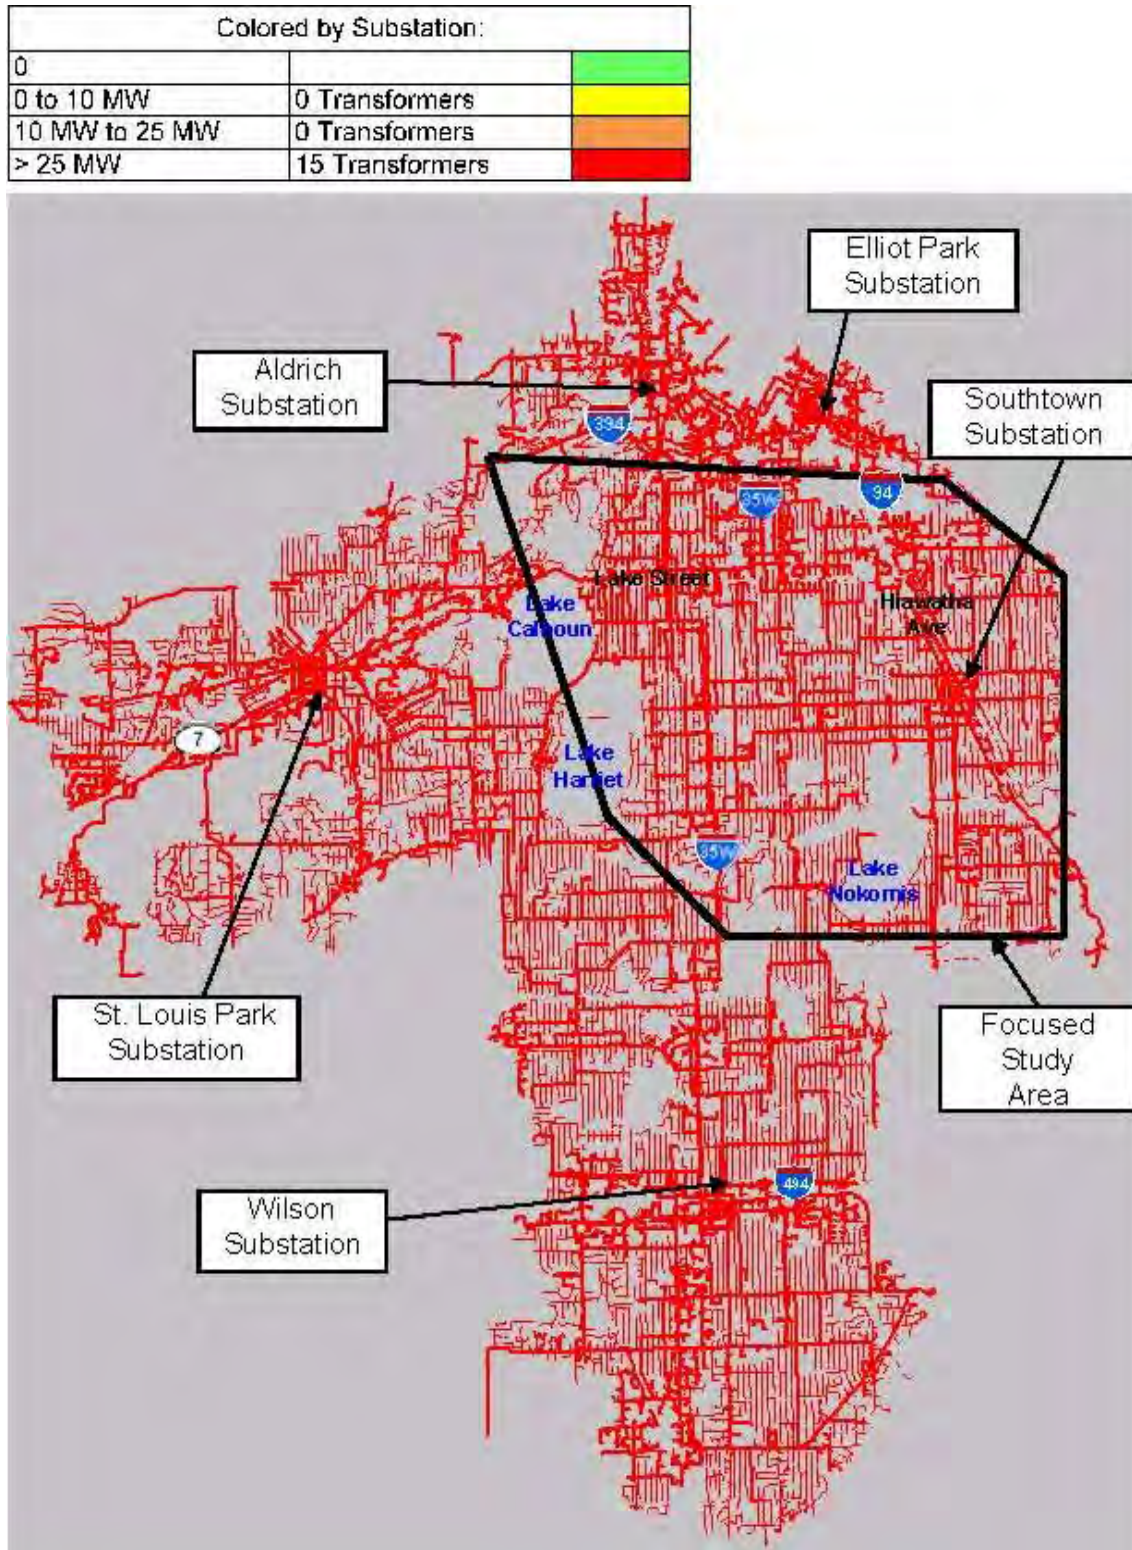 Colored by Substation:
0
0 to 10 MW 0 Transformers
10 MW to 25 MW 0 Transformers
> 25 MW 15 Transformers
Elliot Park
Substation
Aldrich
Substation
Southtown
Substation
394
35W
94
Lake Street
Lake
Calhoun
Hiawatha
Ave
7
Lake
Harriet
35W
Lake
Nokomis
St. Louis Park
Substation
Focused
Study
Area
Wilson
Substation
494